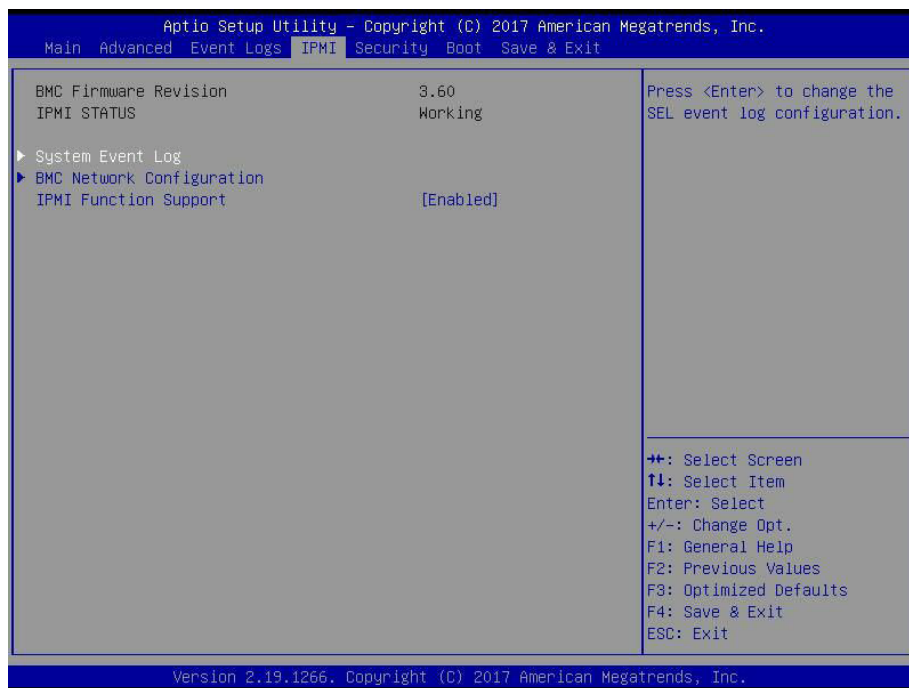 Aptio Setup Utility – Copyright (C) 2017 American Megatrends, Inc.
Main Advanced Event Logs IPMI Security Boot Save & Exit
BMC Firmware Revision 3.60
IPMI STATUS Working
▶ System Event Log
▶ BMC Network Configuration
IPMI Function Support [Enabled]
Press <Enter> to change the
SEL event log configuration.
→←: Select Screen
↑↓: Select Item
Enter: Select
+/-: Change Opt.
F1: General Help
F2: Previous Values
F3: Optimized Defaults
F4: Save & Exit
ESC: Exit
Version 2.19.1266. Copyright (C) 2017 American Megatrends, Inc.